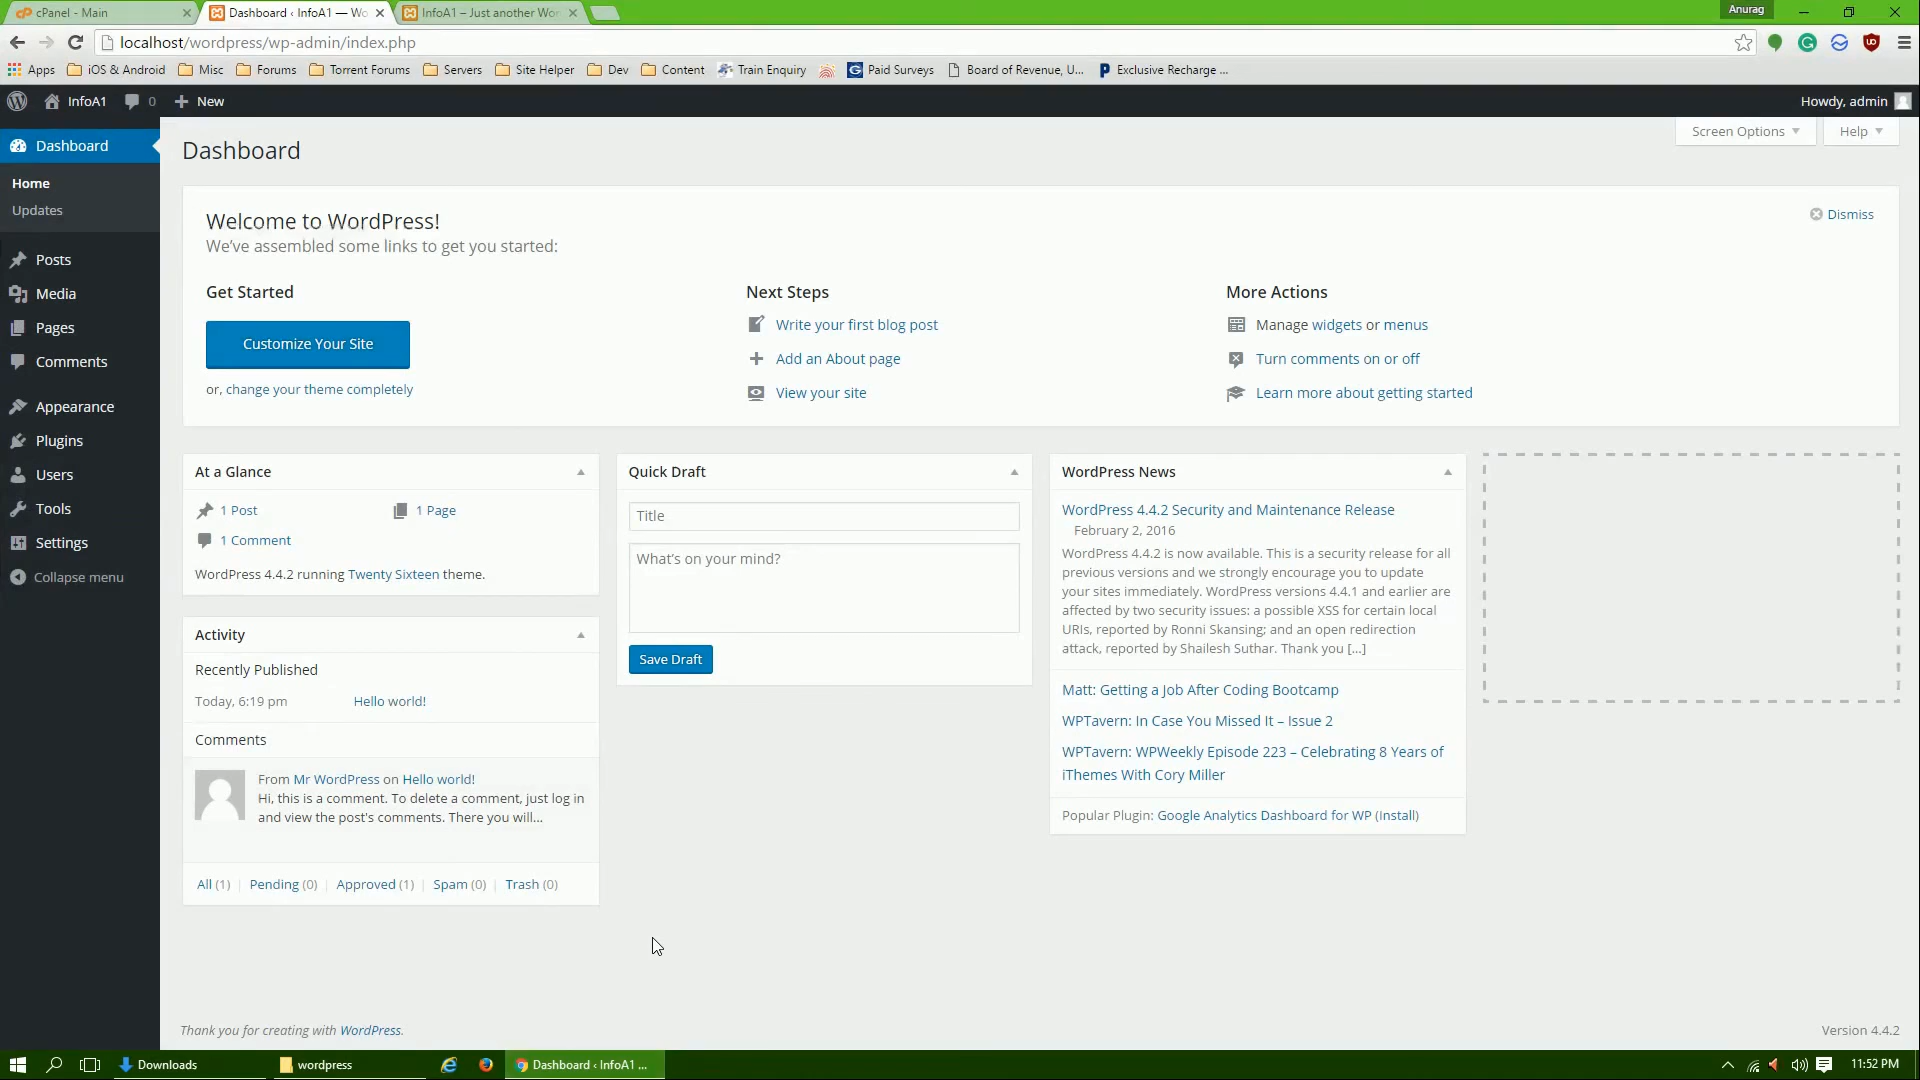 cPanel - Main
Dashboard ‹ InfoA1 — Wo
InfoA1 – Just another Wor
Anurag
localhost/wordpress/wp-admin/index.php
Apps
iOS & Android
Misc
Forums
Torrent Forums
Servers
Site Helper
Dev
Content
Train Enquiry
Paid Surveys
Board of Revenue, U...
Exclusive Recharge ...
InfoA1
0
New
Howdy, admin
Dashboard
Home
Updates
Posts
Media
Pages
Comments
Appearance
Plugins
Users
Tools
Settings
Collapse menu
Dashboard
Screen Options
Help
Welcome to WordPress!
We've assembled some links to get you started:
Dismiss
Get Started
Customize Your Site
or, change your theme completely
Next Steps
Write your first blog post
Add an About page
View your site
More Actions
Manage widgets or menus
Turn comments on or off
Learn more about getting started
At a Glance
1 Post
1 Page
1 Comment
WordPress 4.4.2 running Twenty Sixteen theme.
Activity
Recently Published
Today, 6:19 pm
Hello world!
Comments
From Mr WordPress on Hello world!
Hi, this is a comment. To delete a comment, just log in
and view the post's comments. There you will...
All (1) | Pending (0) | Approved (1) | Spam (0) | Trash (0)
Quick Draft
Title
What's on your mind?
Save Draft
WordPress News
WordPress 4.4.2 Security and Maintenance Release
February 2, 2016
WordPress 4.4.2 is now available. This is a security release for all
previous versions and we strongly encourage you to update
your sites immediately. WordPress versions 4.4.1 and earlier are
affected by two security issues: a possible XSS for certain local
URIs, reported by Ronni Skansing; and an open redirection
attack, reported by Shailesh Suthar. Thank you [...]
Matt: Getting a Job After Coding Bootcamp
WPTavern: In Case You Missed It – Issue 2
WPTavern: WPWeekly Episode 223 – Celebrating 8 Years of
iThemes With Cory Miller
Popular Plugin: Google Analytics Dashboard for WP (Install)
Thank you for creating with WordPress.
Version 4.4.2
Downloads
wordpress
Dashboard ‹ InfoA1 ...
11:52 PM